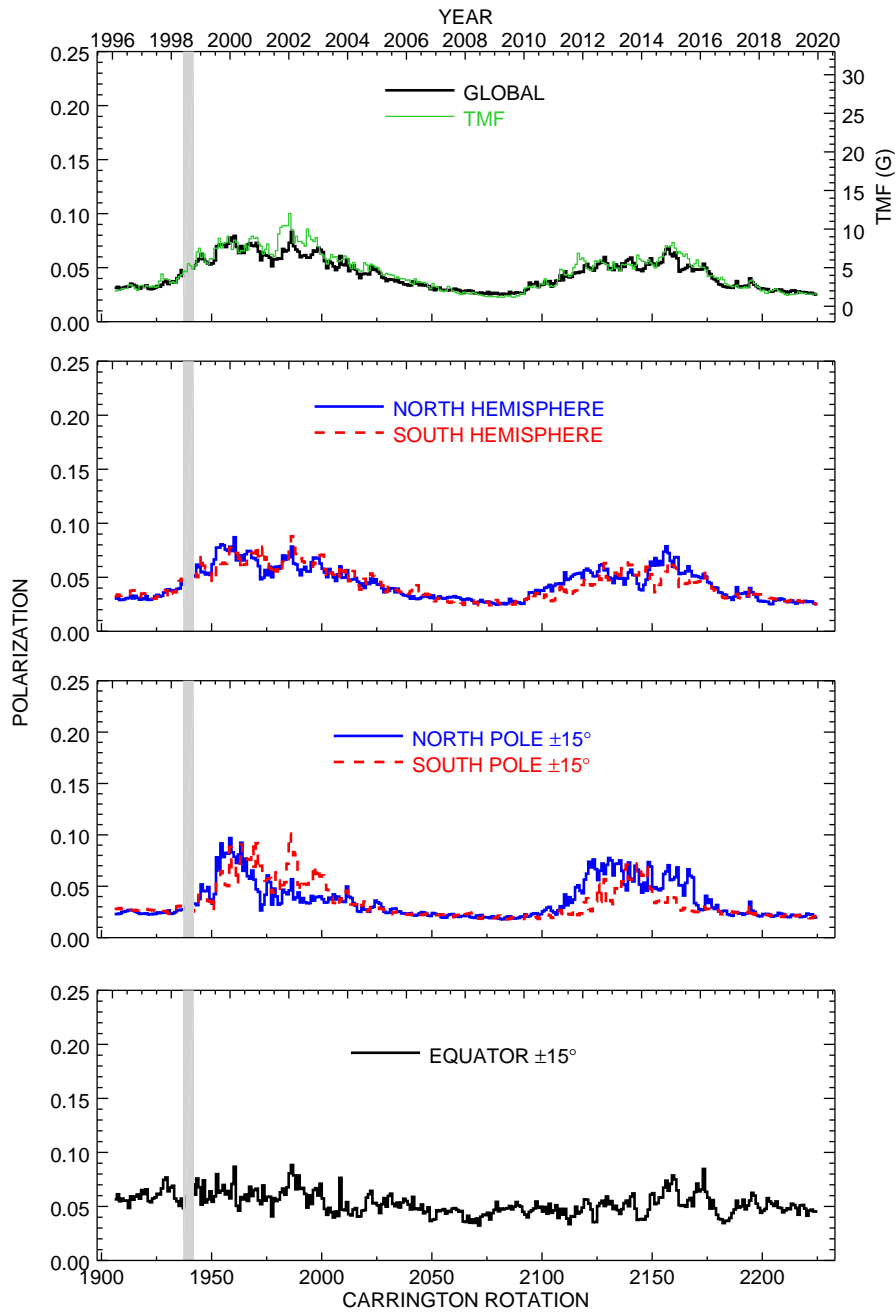 YEAR
1996 1998 2000 2002 2004 2006 2008 2010 2012 2014 2016 2018 2020
0.25
0.20
0.15
0.10
0.05
0.00
GLOBAL
TMF
30
25
20
15
10
5
0
TMF (G)
0.25
0.20
0.15
0.10
0.05
0.00
NORTH HEMISPHERE
SOUTH HEMISPHERE
POLARIZATION
0.25
0.20
0.15
0.10
0.05
0.00
NORTH POLE ±15°
SOUTH POLE ±15°
0.25
0.20
0.15
0.10
0.05
0.00
EQUATOR ±15°
1900 1950 2000 2050 2100 2150 2200
CARRINGTON ROTATION